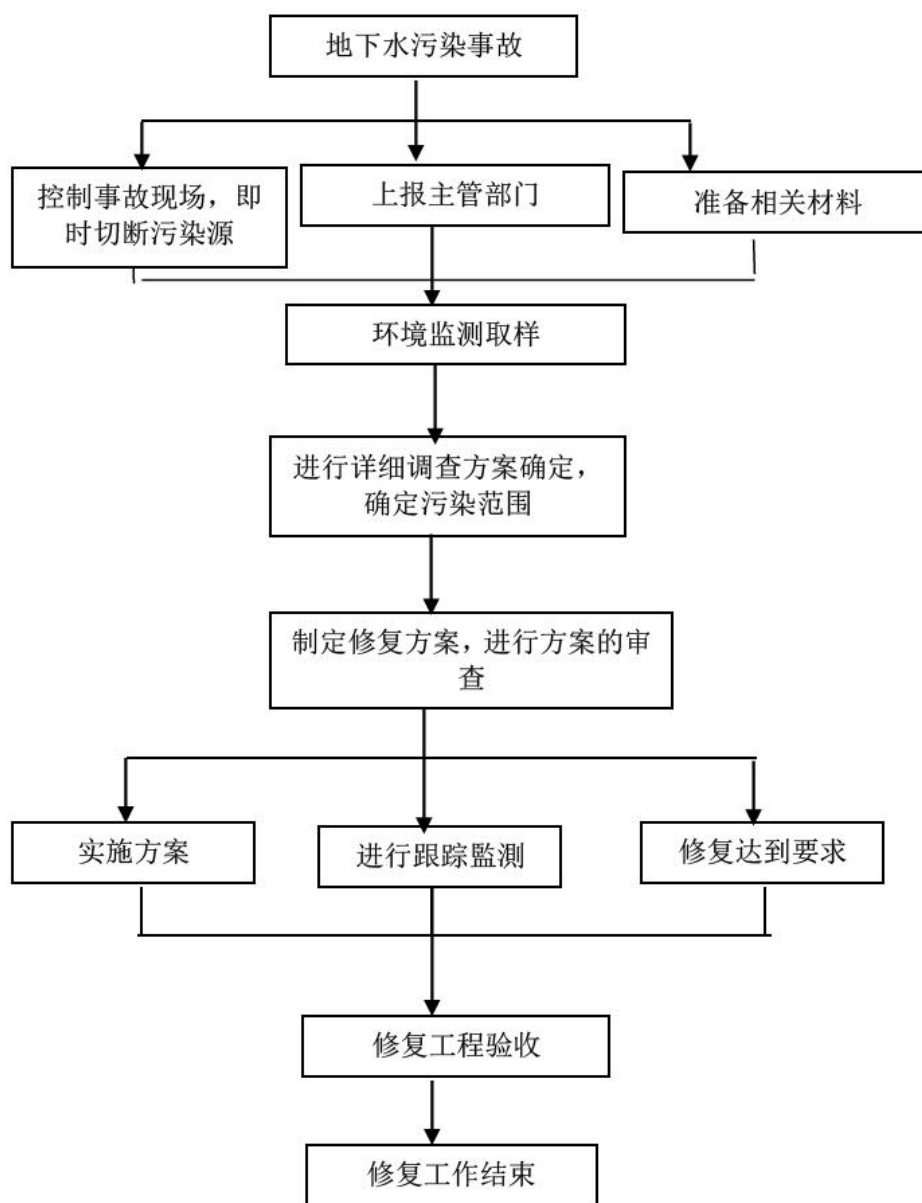 地下水污染事故
控制事故现场，即
时切断污染源
上报主管部门
准备相关材料
环境监测取样
进行详细调查方案确定，
确定污染范围
制定修复方案，进行方案的审
查
实施方案
进行跟踪監测
修复达到要求
修复工程验收
修复工作结束